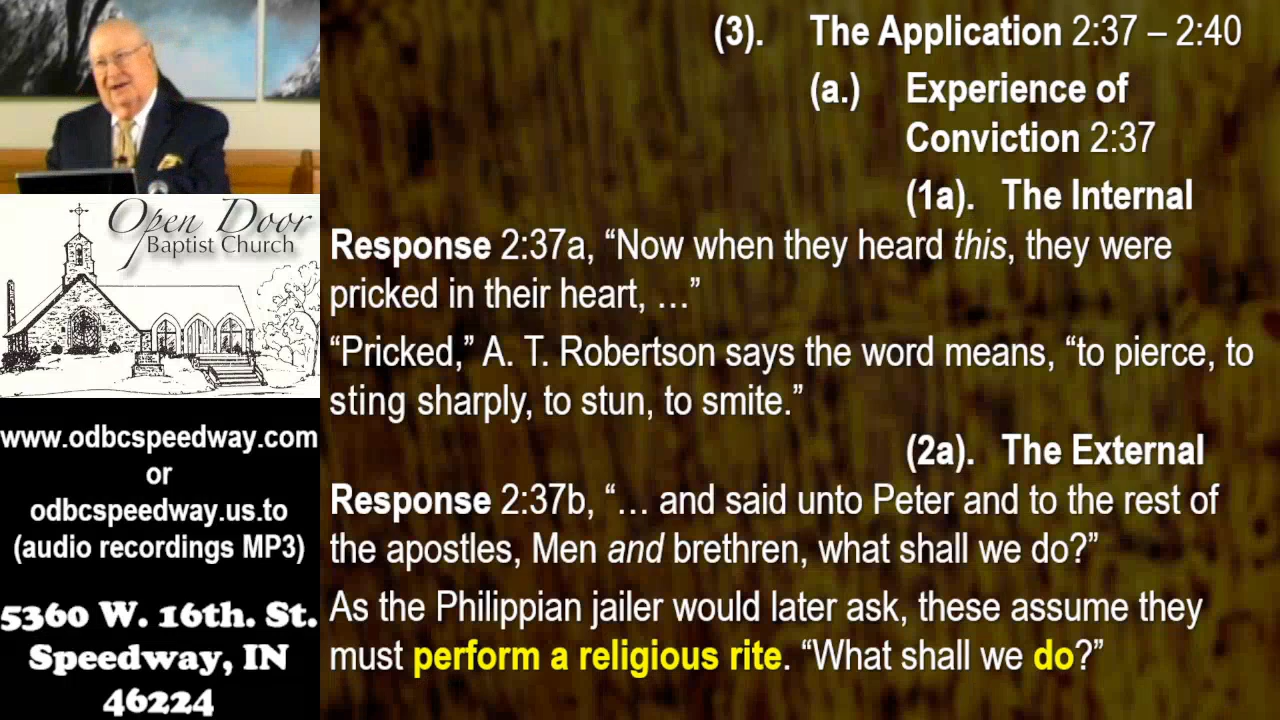 (3). The Application 2:37 – 2:40
(a.) Experience of
Conviction 2:37
(1a). The Internal
Response 2:37a, “Now when they heard this, they were
pricked in their heart, …”
“Pricked,” A. T. Robertson says the word means, “to pierce, to
sting sharply, to stun, to smite.”
(2a). The External
Response 2:37b, “… and said unto Peter and to the rest of
the apostles, Men and brethren, what shall we do?”
As the Philippian jailer would later ask, these assume they
must perform a religious rite. “What shall we do?”
Open Door
Baptist Church
www.odbcspeedway.com
or
odbcspeedway.us.to
(audio recordings MP3)
5360 W. 16th. St.
Speedway, IN
46224